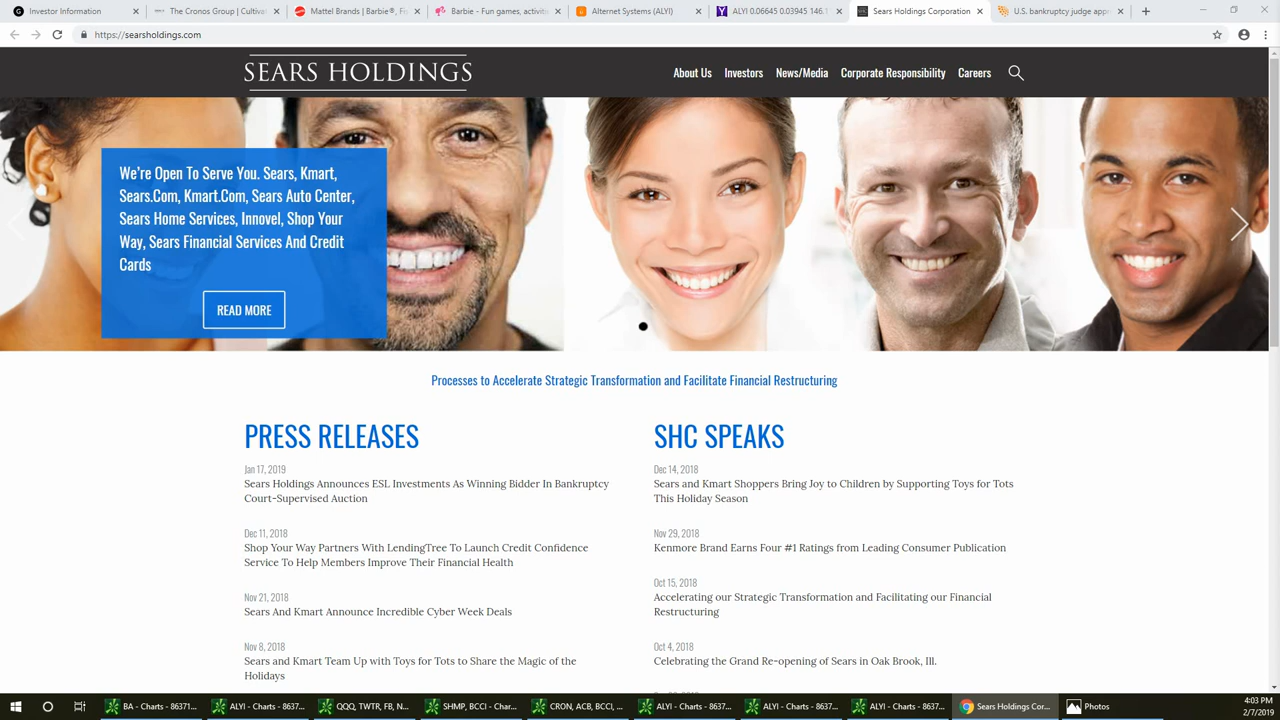 Investor Information
The Cronos Group | Cultivat
Mattel Brands | Barbie®, Fis
Barbie - Fun games, activitie
Alternet Systems (ALYI)
ALYI 0.06645 0.03945 146.1
Sears Holdings Corporation
U.S. bankruptcy judge appr
https://searsholdings.com
SEARS HOLDINGS
About Us
Investors
News/Media
Corporate Responsibility
Careers
We're Open To Serve You. Sears, Kmart,
Sears.Com, Kmart.Com, Sears Auto Center,
Sears Home Services, Innovel, Shop Your
Way, Sears Financial Services And Credit
Cards
READ MORE
Processes to Accelerate Strategic Transformation and Facilitate Financial Restructuring
PRESS RELEASES
Jan 17, 2019
Sears Holdings Announces ESL Investments As Winning Bidder In Bankruptcy
Court-Supervised Auction
Dec 11, 2018
Shop Your Way Partners With LendingTree To Launch Credit Confidence
Service To Help Members Improve Their Financial Health
Nov 21, 2018
Sears And Kmart Announce Incredible Cyber Week Deals
Nov 8, 2018
Sears and Kmart Team Up with Toys for Tots to Share the Magic of the
Holidays
SHC SPEAKS
Dec 14, 2018
Sears and Kmart Shoppers Bring Joy to Children by Supporting Toys for Tots
This Holiday Season
Nov 29, 2018
Kenmore Brand Earns Four #1 Ratings from Leading Consumer Publication
Oct 15, 2018
Accelerating our Strategic Transformation and Facilitating our Financial
Restructuring
Oct 4, 2018
Celebrating the Grand Re-opening of Sears in Oak Brook, Ill.
BA - Charts - 86371...
ALYI - Charts - 8637...
QQQ, TWTR, FB, N...
SHMP, BCCI - Char...
CRON, ACB, BCCI, ...
ALYI - Charts - 8637...
ALYI - Charts - 8637...
ALYI - Charts - 8637...
Sears Holdings Cor...
Photos
4:03 PM
2/7/2019